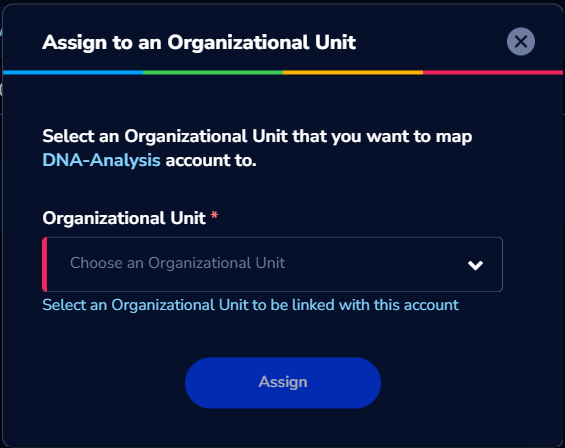 Assign to an Organizational Unit
Select an Organizational Unit that you want to map
DNA-Analysis account to.
Organizational Unit *
Choose an Organizational Unit
Select an Organizational Unit to be linked with this account
Assign